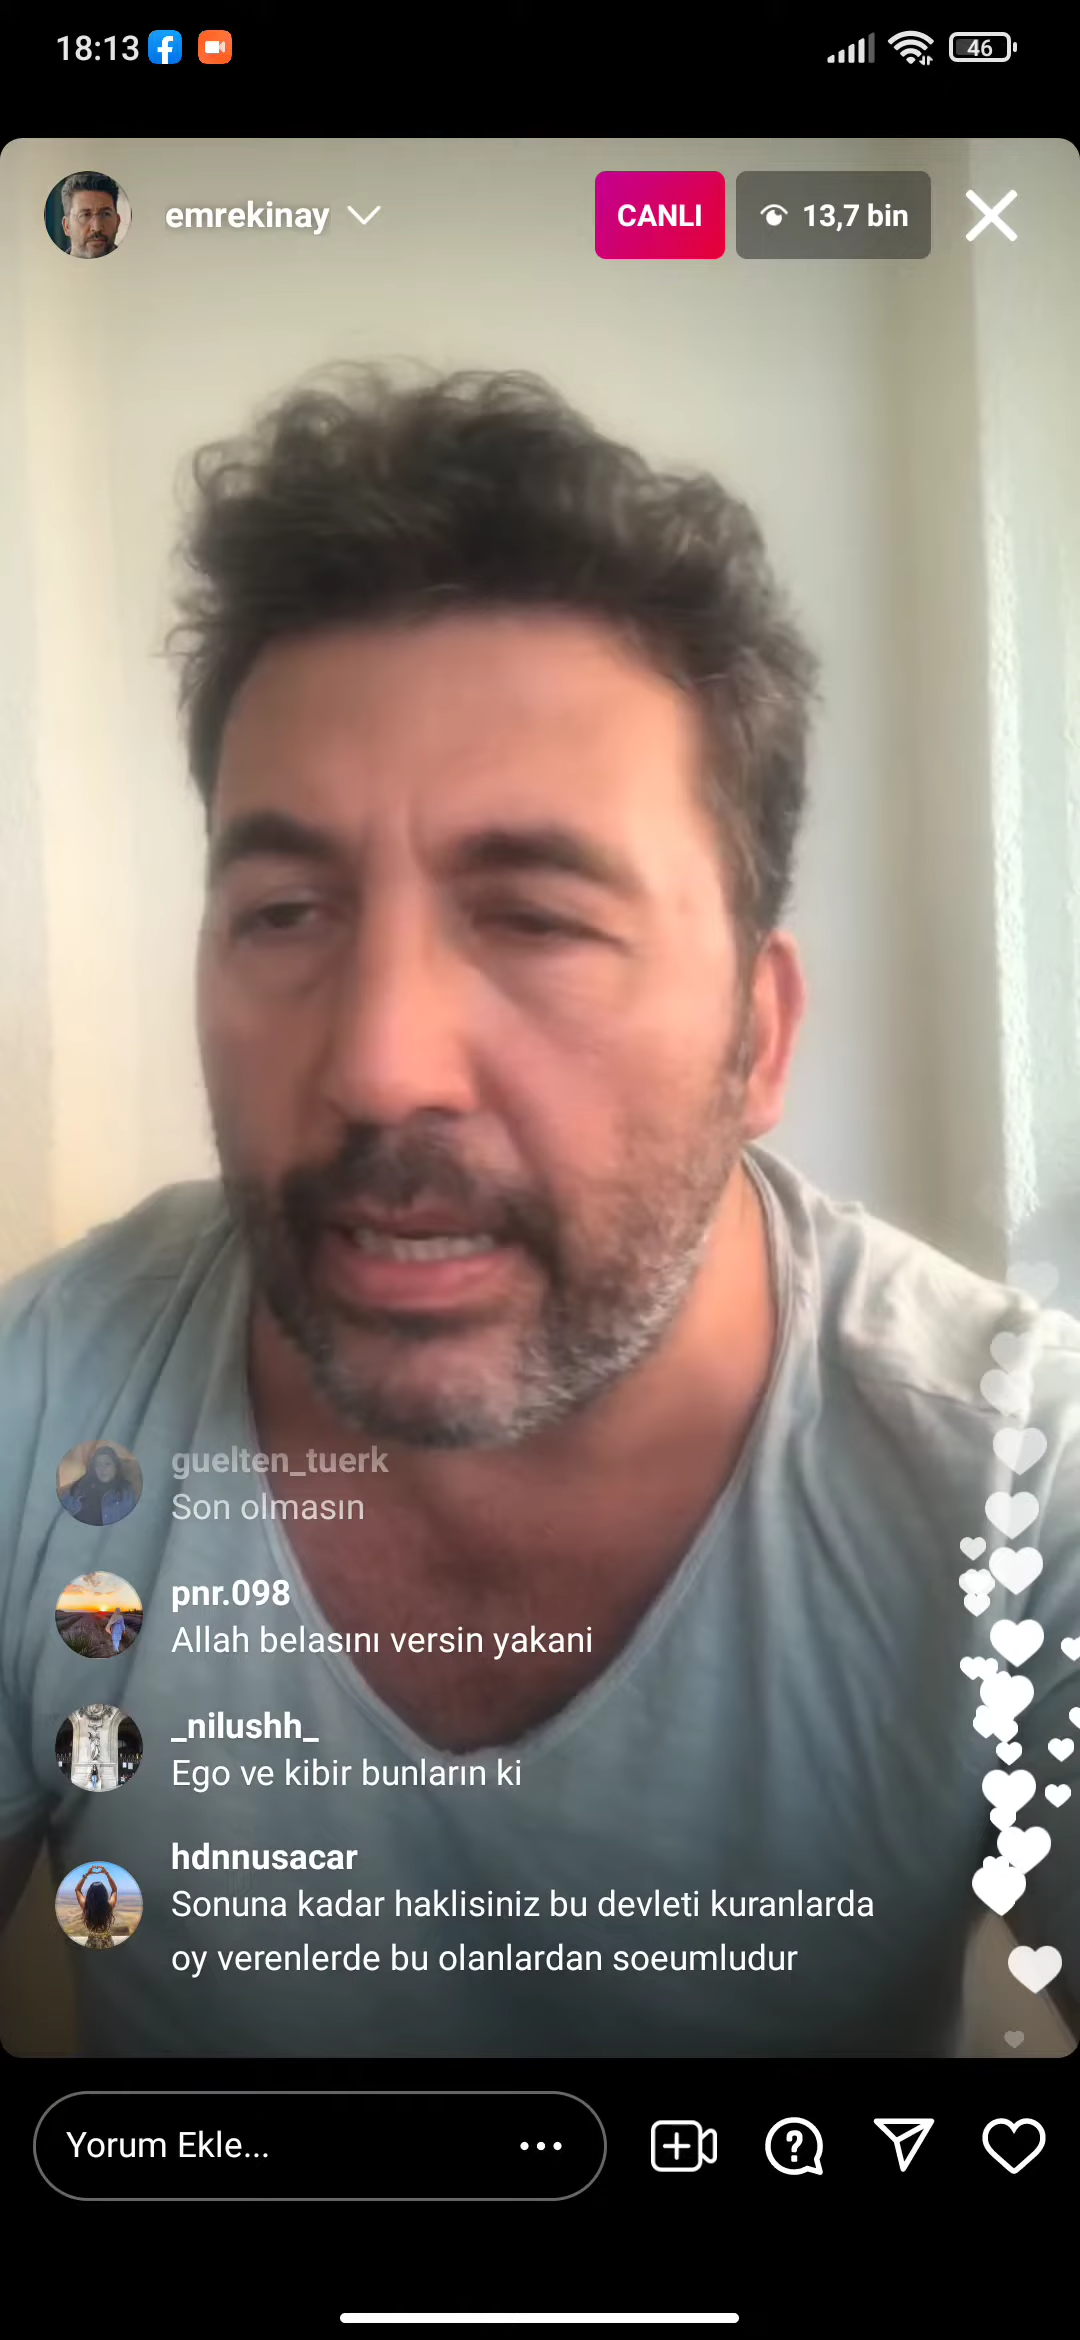 18:13
46
emrekinay
CANLI
13,7 bin
guelten_tuerk
Son olmasın
pnr.098
Allah belasını versin yakani
_nilushh_
Ego ve kibir bunların ki
hdnnusacar
Sonuna kadar haklisiniz bu devleti kuranlarda
oy verenlerde bu olanlardan soeumludur
Yorum Ekle...